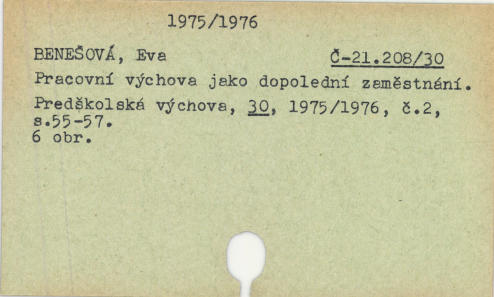 1975/1976
BENEŠOVÁ, Eva Č-21.208/30
Pracovní výchova jako dopolední zaměstnání.
Predškolská výchova, 30, 1975/1976, č.2,
s.55-57.
6 obr.